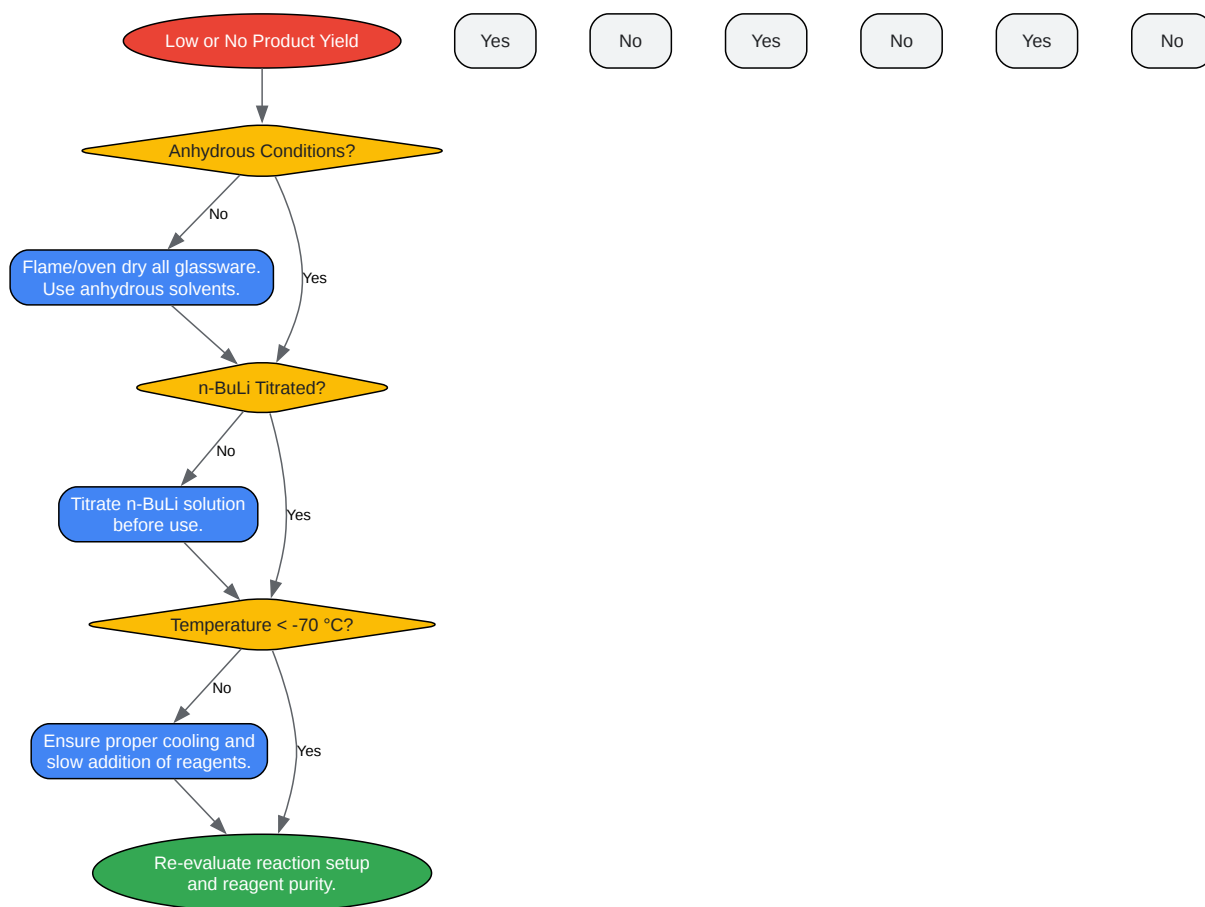 Low or No Product Yield
Yes
No
Yes
No
Yes
No
Anhydrous Conditions?
No
Flame/oven dry all glassware.
Use anhydrous solvents.
Yes
n-BuLi Titrated?
No
Titrate n-BuLi solution
before use.
Yes
Temperature < -70 °C?
No
Ensure proper cooling and
slow addition of reagents.
Yes
Re-evaluate reaction setup
and reagent purity.